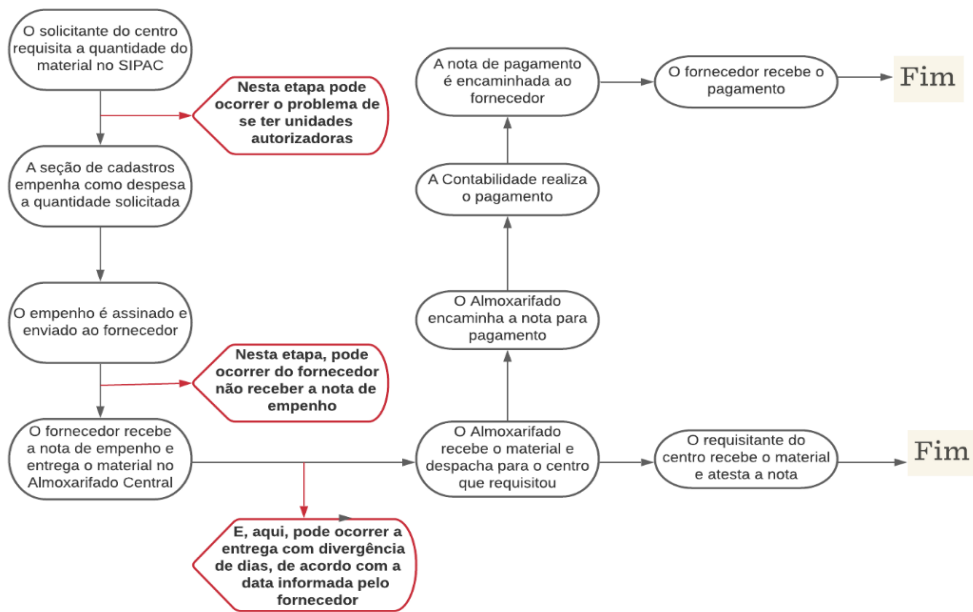 O solicitante do centro
requisita a quantidade do
material no SIPAC
Nesta etapa pode
ocorrer o problema de
se ter unidades
autorizadoras
A seção de cadastros
empenha como despesa
a quantidade solicitada
O empenho é assinado e
enviado ao fornecedor
Nesta etapa, pode
ocorrer do fornecedor
não receber a nota de
empenho
O fornecedor recebe
a nota de empenho e
entrega o material no
Almoxarifado Central
E, aqui, pode ocorrer a
entrega com divergência
de dias, de acordo com a
data informada pelo
fornecedor
O Almoxarifado
recebe o material e
despacha para o centro
que requisitou
O requisitante do
centro recebe o material
e atesta a nota
Fim
O Almoxarifado
encaminha a nota para
pagamento
A Contabilidade realiza
o pagamento
A nota de pagamento
é encaminhada ao
fornecedor
O fornecedor recebe o
pagamento
Fim